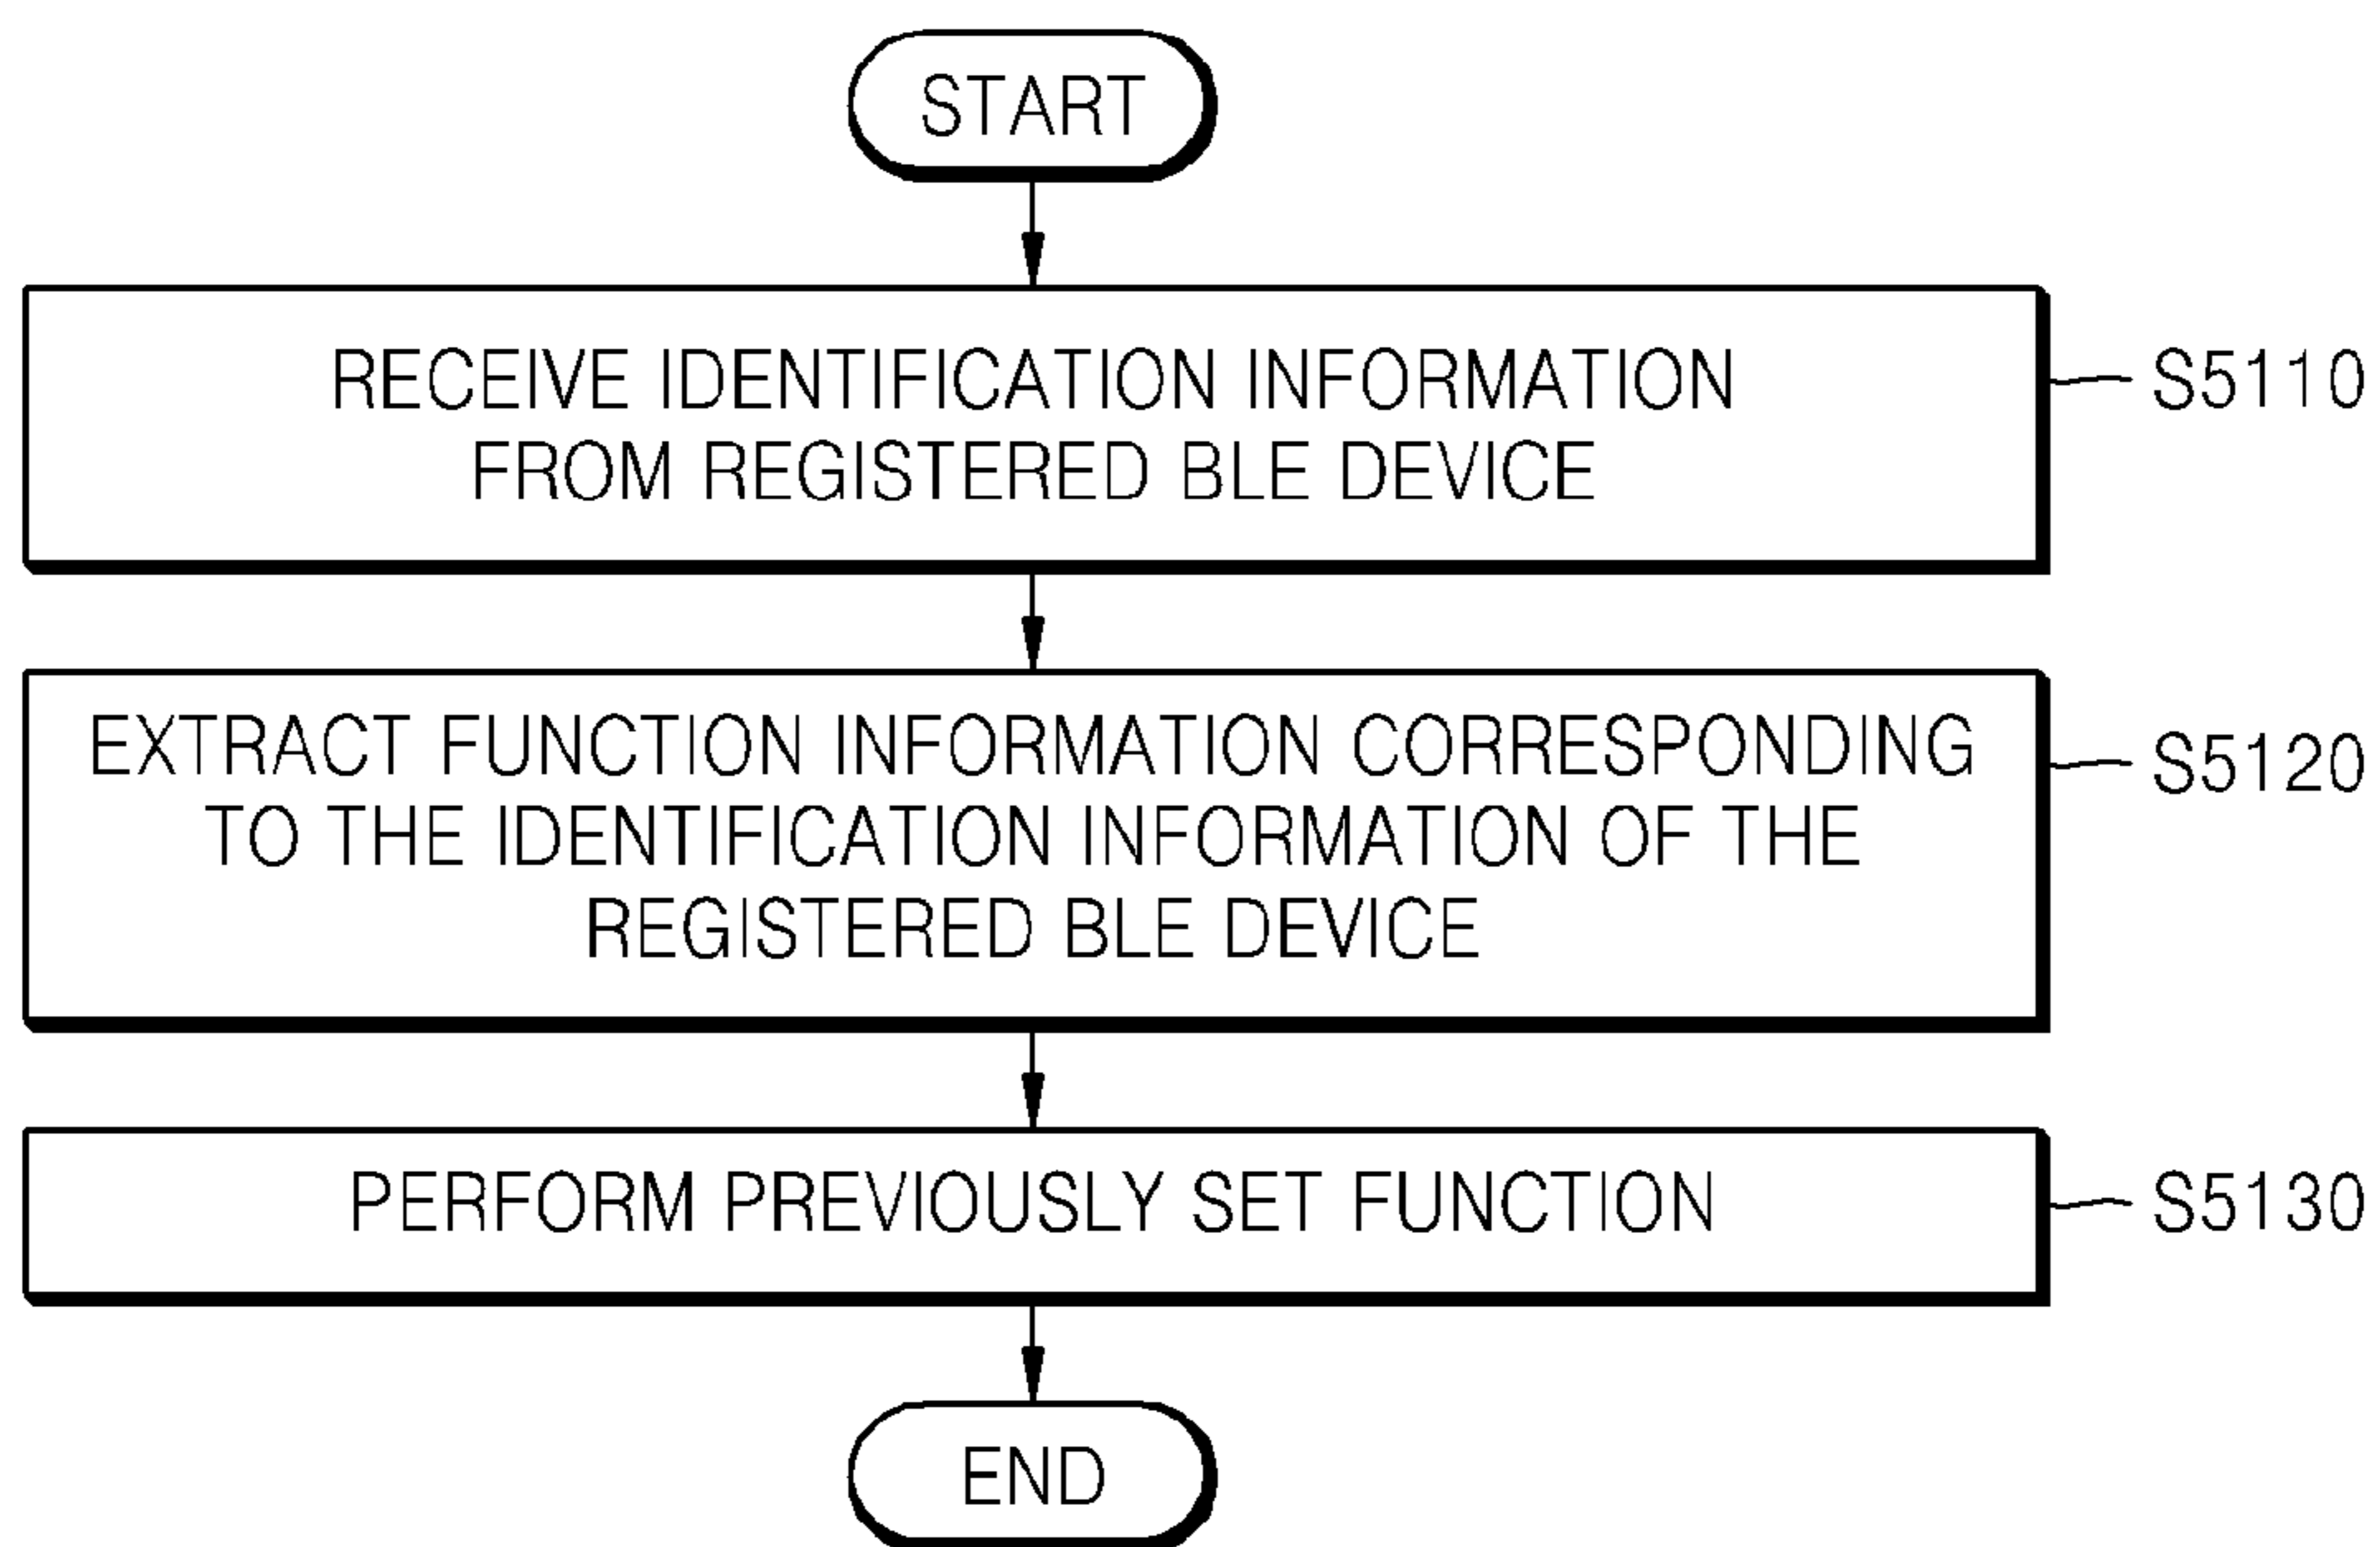 START
RECEIVE IDENTIFICATION INFORMATION
FROM REGISTERED BLE DEVICE
S5110
EXTRACT FUNCTION INFORMATION CORRESPONDING
TO THE IDENTIFICATION INFORMATION OF THE
REGISTERED BLE DEVICE
S5120
PERFORM PREVIOUSLY SET FUNCTION
S5130
END